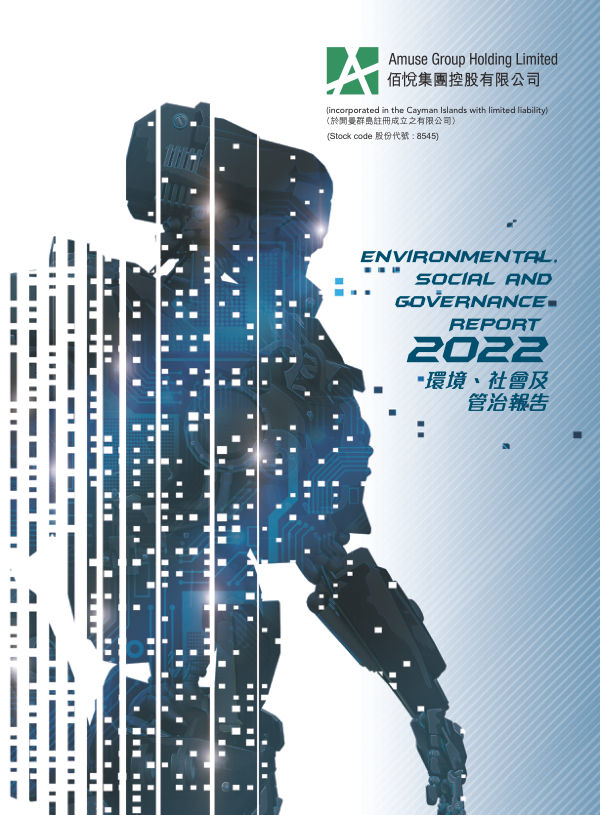 Amuse Group Holding Limited
佰悅集團控股有限公司
(incorporated in the Cayman Islands with limited liability)
（於開曼群島註冊成立之有限公司）
(Stock code 股份代號 : 8545)
ENVIRONMENTAL,
SOCIAL AND
GOVERNANCE
REPORT
2022
環境、社會及
管治報告